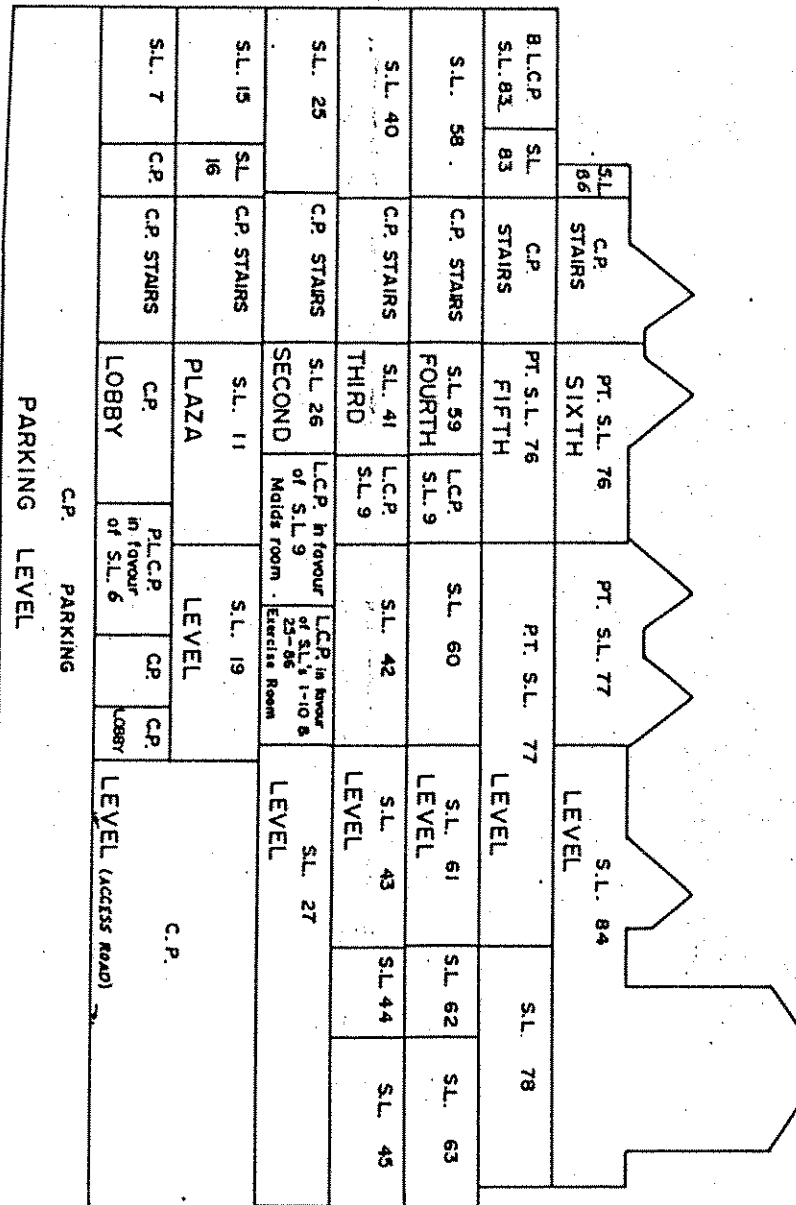 S.L. 86
C.P. STAIRS
PT. S.L. 76
PT. S.L. 77
S.L. 84
SIXTH LEVEL
B.L.C.P. S.L. 83
S.L. 83
C.P. STAIRS
PT. S.L. 76
P.T. S.L. 77
S.L. 78
FIFTH LEVEL
S.L. 58
C.P. STAIRS
S.L. 59
L.C.P. S.L. 9
S.L. 60
S.L. 61
S.L. 62
S.L. 63
FOURTH LEVEL
S.L. 40
C.P. STAIRS
S.L. 41
L.C.P. S.L. 9
S.L. 42
S.L. 43
S.L. 44
S.L. 45
THIRD LEVEL
S.L. 25
C.P. STAIRS
S.L. 26
L.C.P. in favour
of S.L. 9
Maids room
L.C.P. in favour
of S.L.'s 1-10 &
25-86
Exercise Room
S.L. 27
SECOND LEVEL
S.L. 15
S.L. 16
C.P. STAIRS
S.L. 11
S.L. 19
PLAZA LEVEL
C.P.
S.L. 7
C.P.
C.P. STAIRS
C.P.
P.L.C.P.
in favour
of S.L. 6
C.P.
C.P.
LOBBY
LOBBY LEVEL (ACCESS ROAD)
C.P. PARKING
PARKING LEVEL